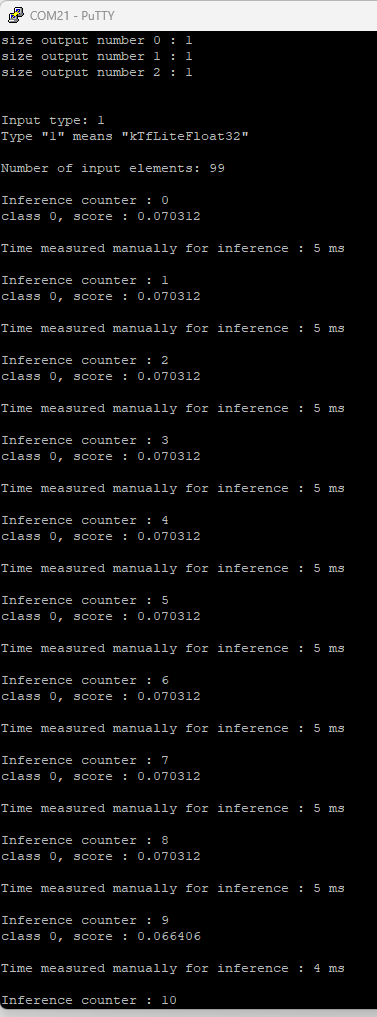 COM21 - PuTTY
size output number 0 : 1
size output number 1 : 1
size output number 2 : 1
Input type: 1
Type "1" means "kTfLiteFloat32"
Number of input elements: 99
Inference counter : 0
class 0, score : 0.070312
Time measured manually for inference : 5 ms
Inference counter : 1
class 0, score : 0.070312
Time measured manually for inference : 5 ms
Inference counter : 2
class 0, score : 0.070312
Time measured manually for inference : 5 ms
Inference counter : 3
class 0, score : 0.070312
Time measured manually for inference : 5 ms
Inference counter : 4
class 0, score : 0.070312
Time measured manually for inference : 5 ms
Inference counter : 5
class 0, score : 0.070312
Time measured manually for inference : 5 ms
Inference counter : 6
class 0, score : 0.070312
Time measured manually for inference : 5 ms
Inference counter : 7
class 0, score : 0.070312
Time measured manually for inference : 5 ms
Inference counter : 8
class 0, score : 0.070312
Time measured manually for inference : 5 ms
Inference counter : 9
class 0, score : 0.066406
Time measured manually for inference : 4 ms
Inference counter : 10